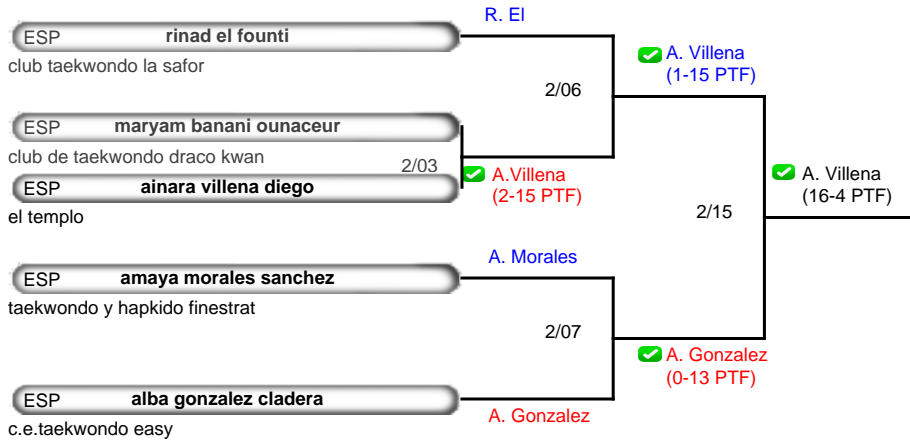 R. El
ESP rinad el founti
club taekwondo la safor
A. Villena
(1-15 PTF)
2/06
ESP maryam banani ounaceur
club de taekwondo draco kwan
2/03
A.Villena
(2-15 PTF)
ESP ainara villena diego
el templo
A. Villena
(16-4 PTF)
2/15
A. Morales
ESP amaya morales sanchez
taekwondo y hapkido finestrat
2/07
A. Gonzalez
(0-13 PTF)
ESP alba gonzalez cladera
A. Gonzalez
c.e.taekwondo easy